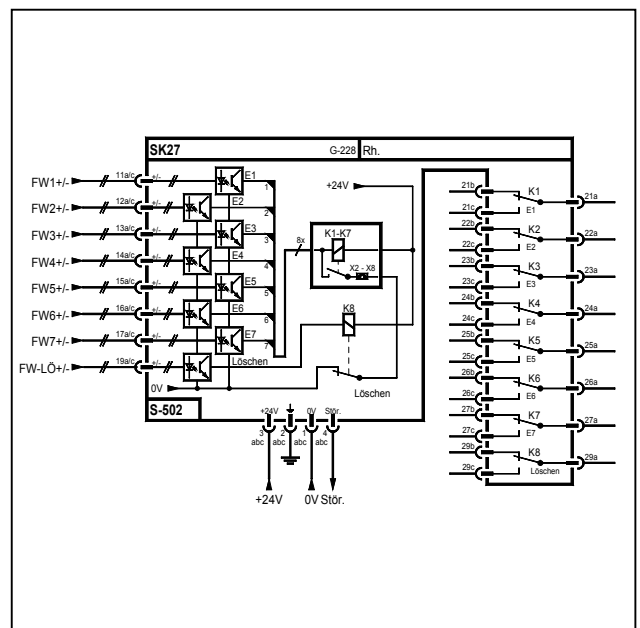 SK27 G-228 Rh.
FW1+/- 11a/c +/- E1 1
FW2+/- 12a/c +/- E2 2
FW3+/- 13a/c +/- E3 3
FW4+/- 14a/c +/- E4 4
FW5+/- 15a/c +/- E5 5
FW6+/- 16a/c +/- E6 6
FW7+/- 17a/c +/- E7 7
FW-LÖ+/- 19a/c +/- Löschen
0V
S-502
+24V
8x
K1-K7
X2 - X8
K8
Löschen
+24V 0V Stör.
3 2 1 4
abc abc abc
+24V 0V Stör.
21b K1 21a
21c E1
22b K2 22a
22c E2
23b K3 23a
23c E3
24b K4 24a
24c E4
25b K5 25a
25c E5
26b K6 26a
26c E6
27b K7 27a
27c E7
29b K8 29a
29c Löschen